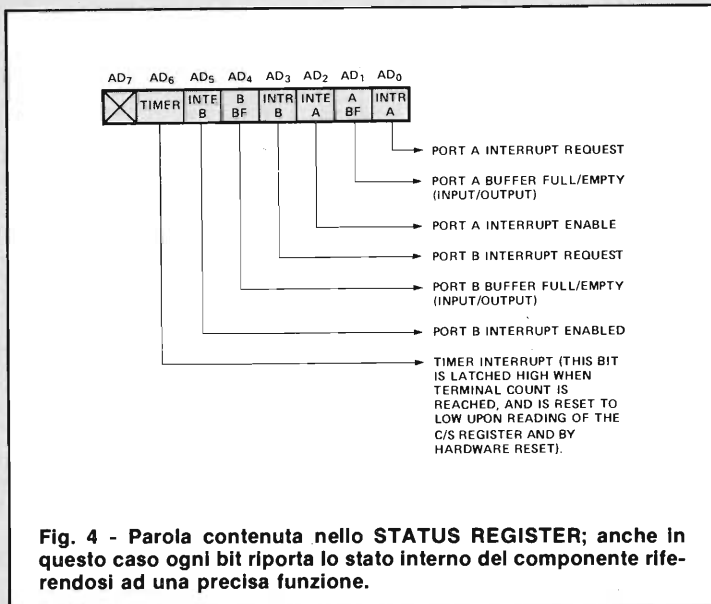 AD7 AD6 AD5 AD4 AD3 AD2 AD1 AD0
TIMER INTE B B BF INTR B INTE A A BF INTR A
PORT A INTERRUPT REQUEST
PORT A BUFFER FULL/EMPTY
(INPUT/OUTPUT)
PORT A INTERRUPT ENABLE
PORT B INTERRUPT REQUEST
PORT B BUFFER FULL/EMPTY
(INPUT/OUTPUT)
PORT B INTERRUPT ENABLED
TIMER INTERRUPT (THIS BIT
IS LATCHED HIGH WHEN
TERMINAL COUNT IS
REACHED, AND IS RESET TO
LOW UPON READING OF THE
C/S REGISTER AND BY
HARDWARE RESET).
Fig. 4 - Parola contenuta nello STATUS REGISTER; anche in
questo caso ogni bit riporta lo stato interno del componente rife-
rendosi ad una precisa funzione.